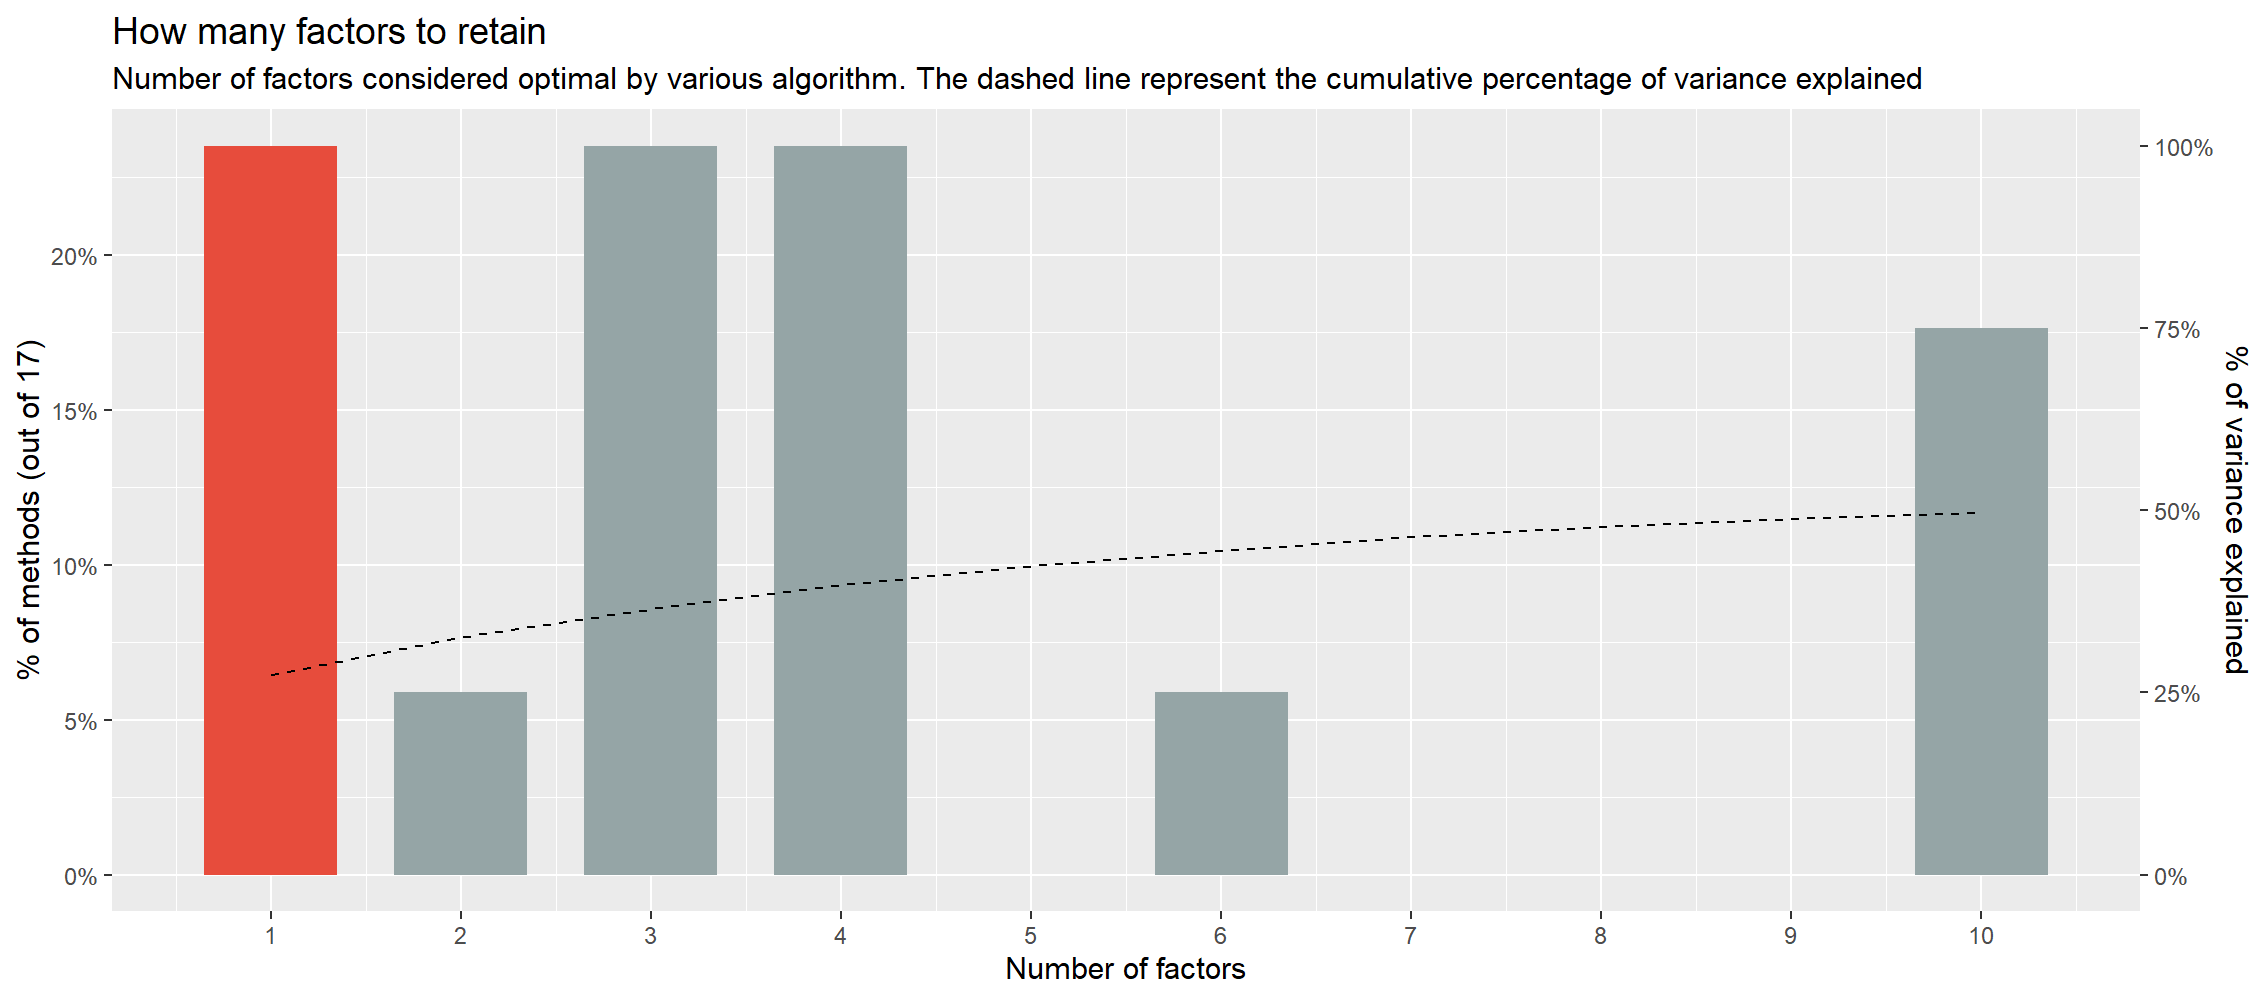 How many factors to retain
Number of factors considered optimal by various algorithm. The dashed line represent the cumulative percentage of variance explained
% of methods (out of 17)
20%
15%
10%
5%
0%
100%
75%
50%
25%
0%
% of variance explained
1 2 3 4 5 6 7 8 9 10
Number of factors